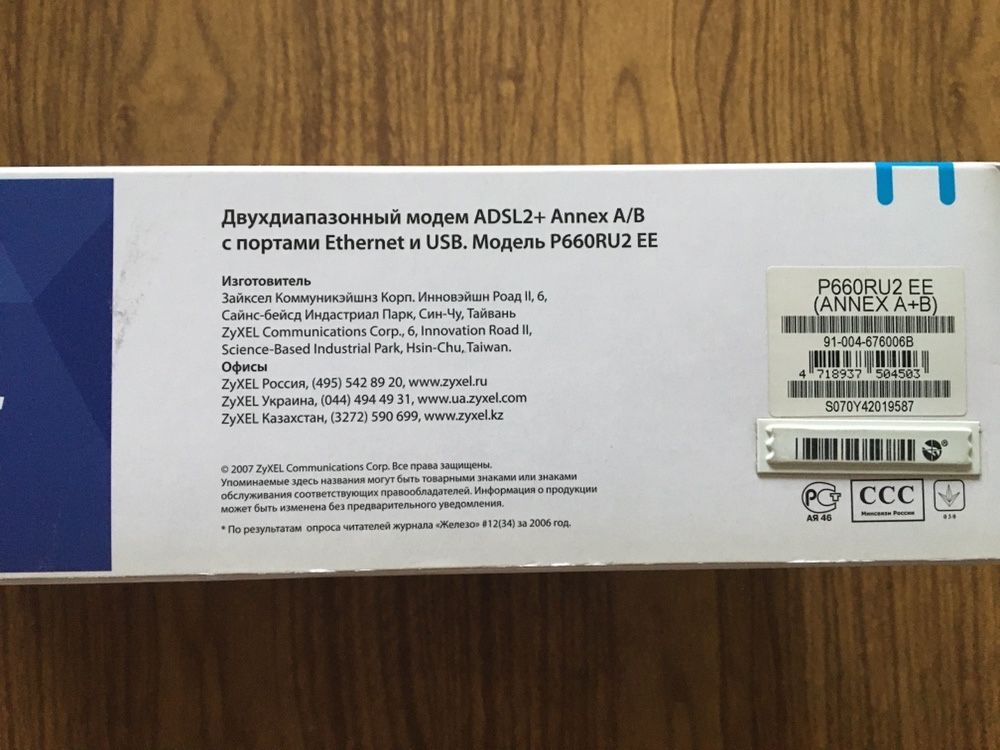 Двухдиапазонный модем ADSL2+ Annex A/B
с портами Ethernet и USB. Модель P660RU2 EE
Изготовитель
Зайксел Коммуникэйшнз Корп. Инновэйшн Роад II, 6,
Сайнс-бейсд Индастриал Парк, Син-Чу, Тайвань
ZyXEL Communications Corp., 6, Innovation Road II,
Science-Based Industrial Park, Hsin-Chu, Taiwan.
Офисы
ZyXEL Россия, (495) 542 89 20, www.zyxel.ru
ZyXEL Украина, (044) 494 49 31, www.ua.zyxel.com
ZyXEL Казахстан, (3272) 590 699, www.zyxel.kz
© 2007 ZyXEL Communications Corp. Все права защищены.
Упоминаемые здесь названия могут быть товарными знаками или знаками
обслуживания соответствующих правообладателей. Информация о продукции
может быть изменена без предварительного уведомления.
* По результатам опроса читателей журнала «Железо» #12(34) за 2006 год.
P660RU2 EE
(ANNEX A+B)
91-004-676006B
4 718937 504503
S070Y42019587
РСТ
АЯ 46
ССС
Минсвязи России
030